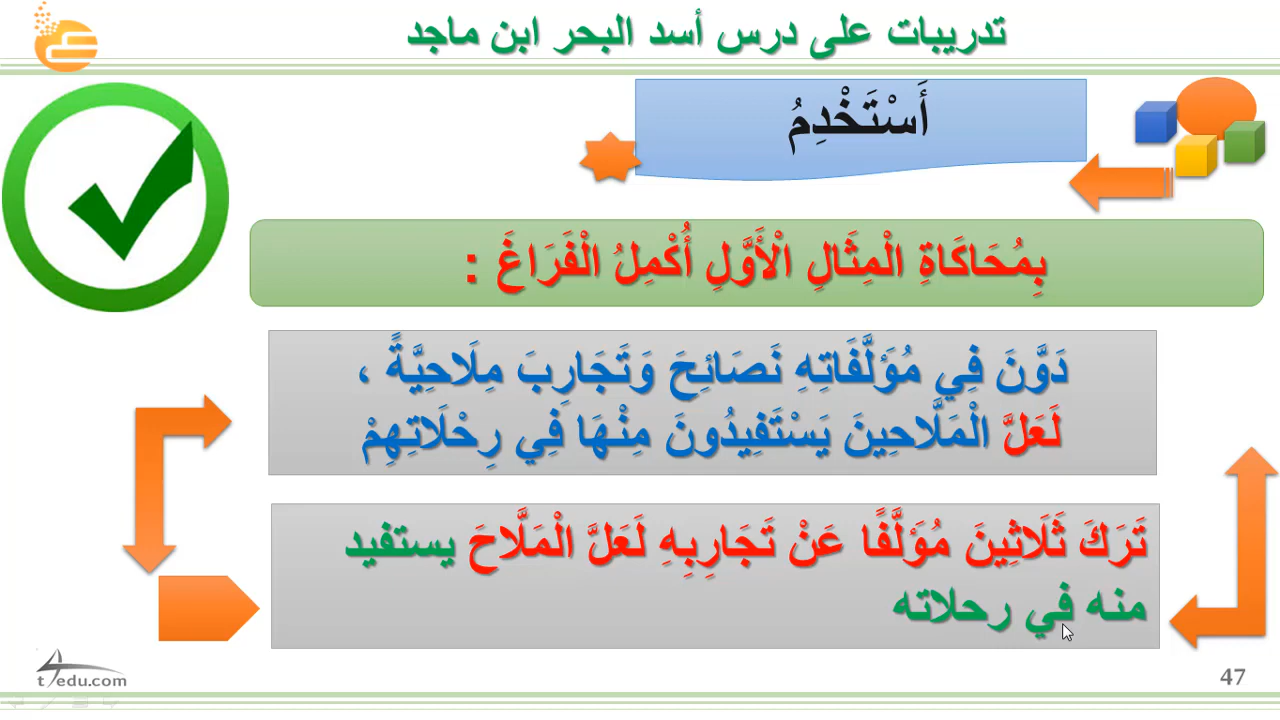 تدريبات على درس أسد البحر ابن ماجد
أَسْتَخْدِمُ
بِمُحَاكَاةِ الْمِثَالِ الْأَوَّلِ أُكْمِلُ الْفَرَاغَ :
دَوَّنَ فِي مُؤَلَّفَاتِهِ نَصَائِحَ وَتَجَارِبَ مِلَاحِيَّةً ،
لَعَلَّ الْمَلَّاحِينَ يَسْتَفِيدُونَ مِنْهَا فِي رِحْلَاتِهِمْ
تَرَكَ ثَلَاثِينَ مُؤَلَّفًا عَنْ تَجَارِبِهِ لَعَلَّ الْمَلَّاحَ يستفيد
منه في رحلاته
t4edu.com
47